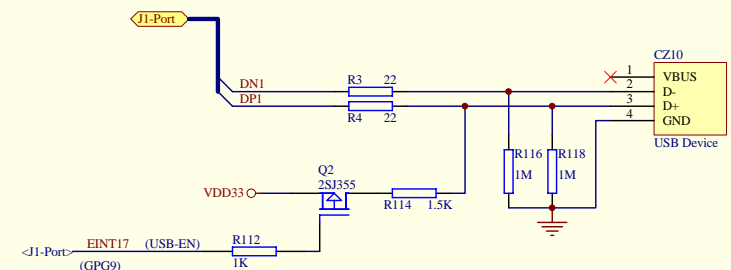 J1-Port
CZ10
R3 22
DN1
1 VBUS
2 D-
DP1
3 D+
R4 22
4 GND
USB Device
R116
R118
1M
1M
Q2
2SJ355
VDD33
R114 1.5K
R112
<J1-Port> EINT17 (USB-EN)
(GPG9)
1K